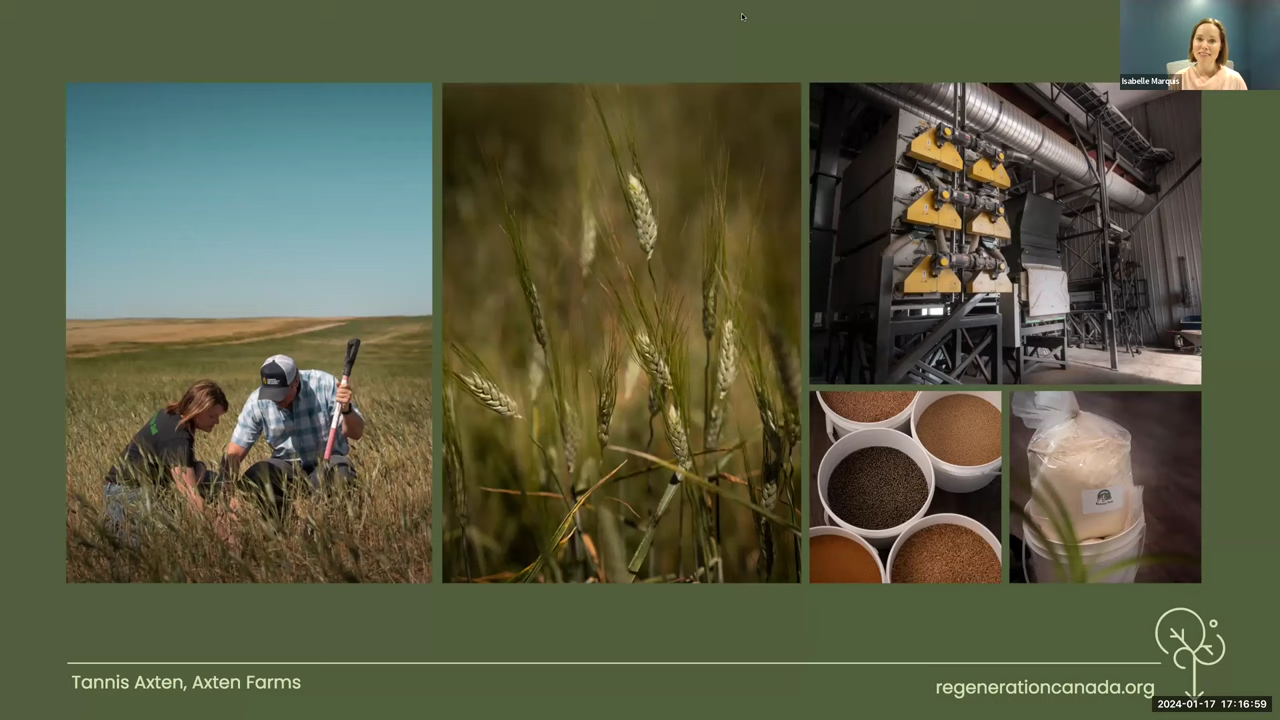 Isabelle Marquis
Tannis Axten, Axten Farms
regenerationcanada.org
2024-01-17 17:16:59